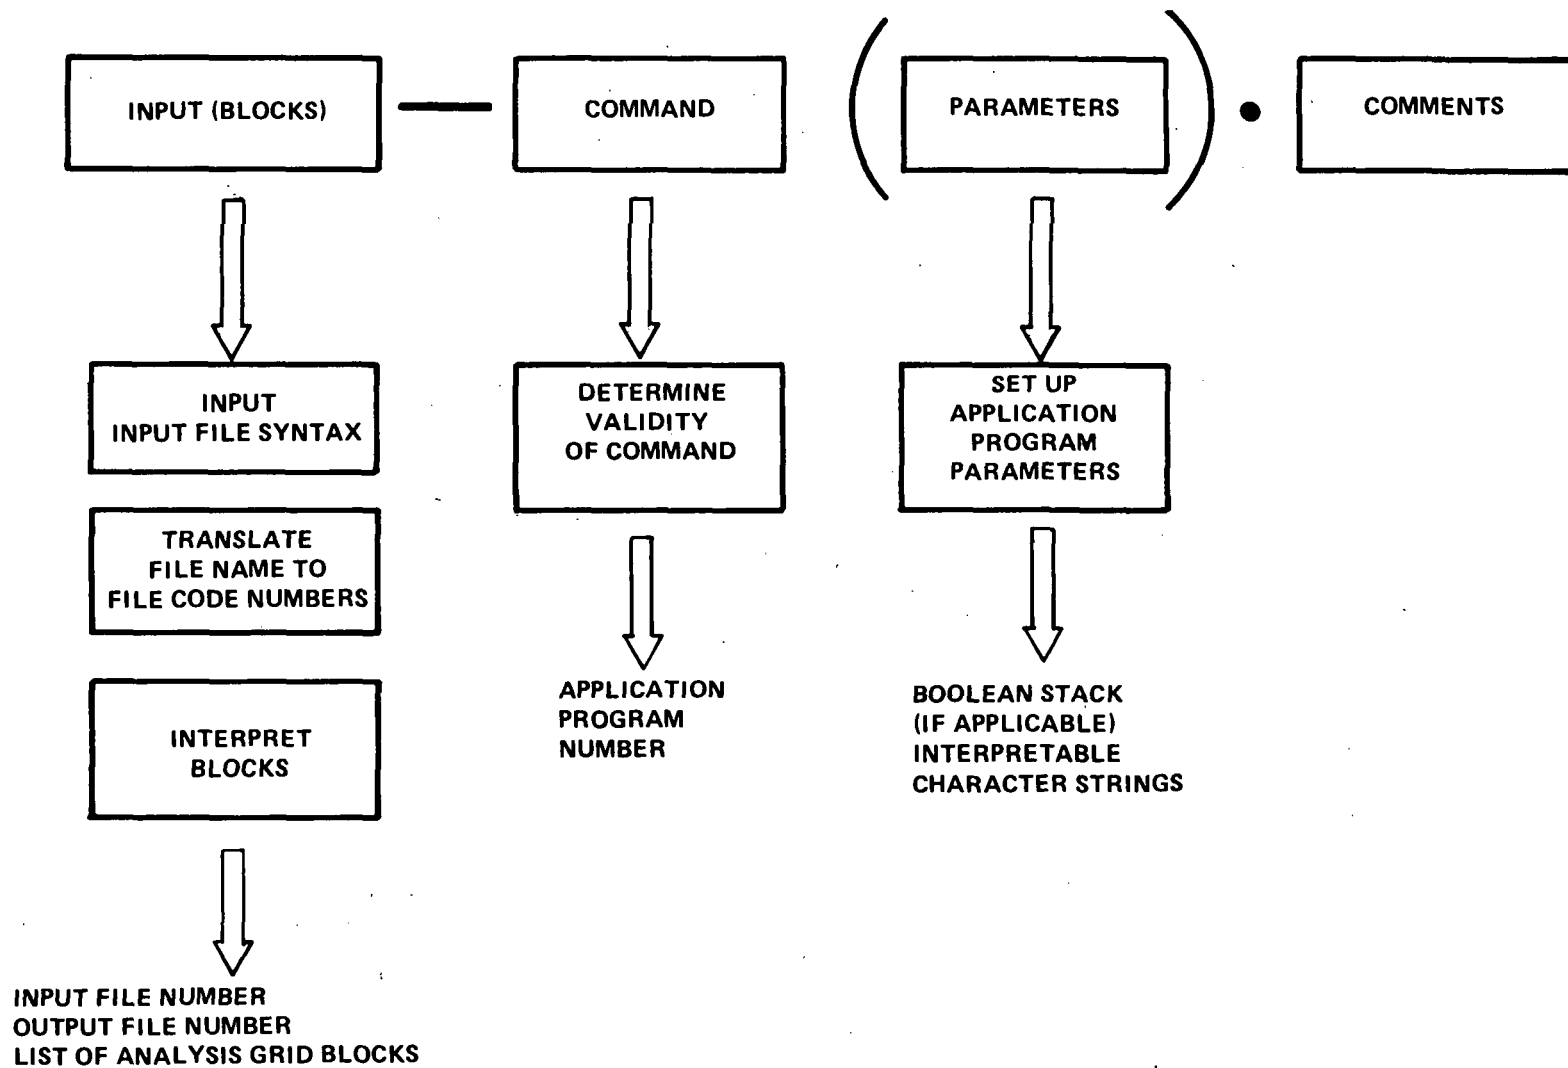 INPUT (BLOCKS)
COMMAND
PARAMETERS
COMMENTS
INPUT
INPUT FILE SYNTAX
TRANSLATE
FILE NAME TO
FILE CODE NUMBERS
INTERPRET
BLOCKS
INPUT FILE NUMBER
OUTPUT FILE NUMBER
LIST OF ANALYSIS GRID BLOCKS
DETERMINE
VALIDITY
OF COMMAND
APPLICATION
PROGRAM
NUMBER
SET UP
APPLICATION
PROGRAM
PARAMETERS
BOOLEAN STACK
(IF APPLICABLE)
INTERPRETABLE
CHARACTER STRINGS